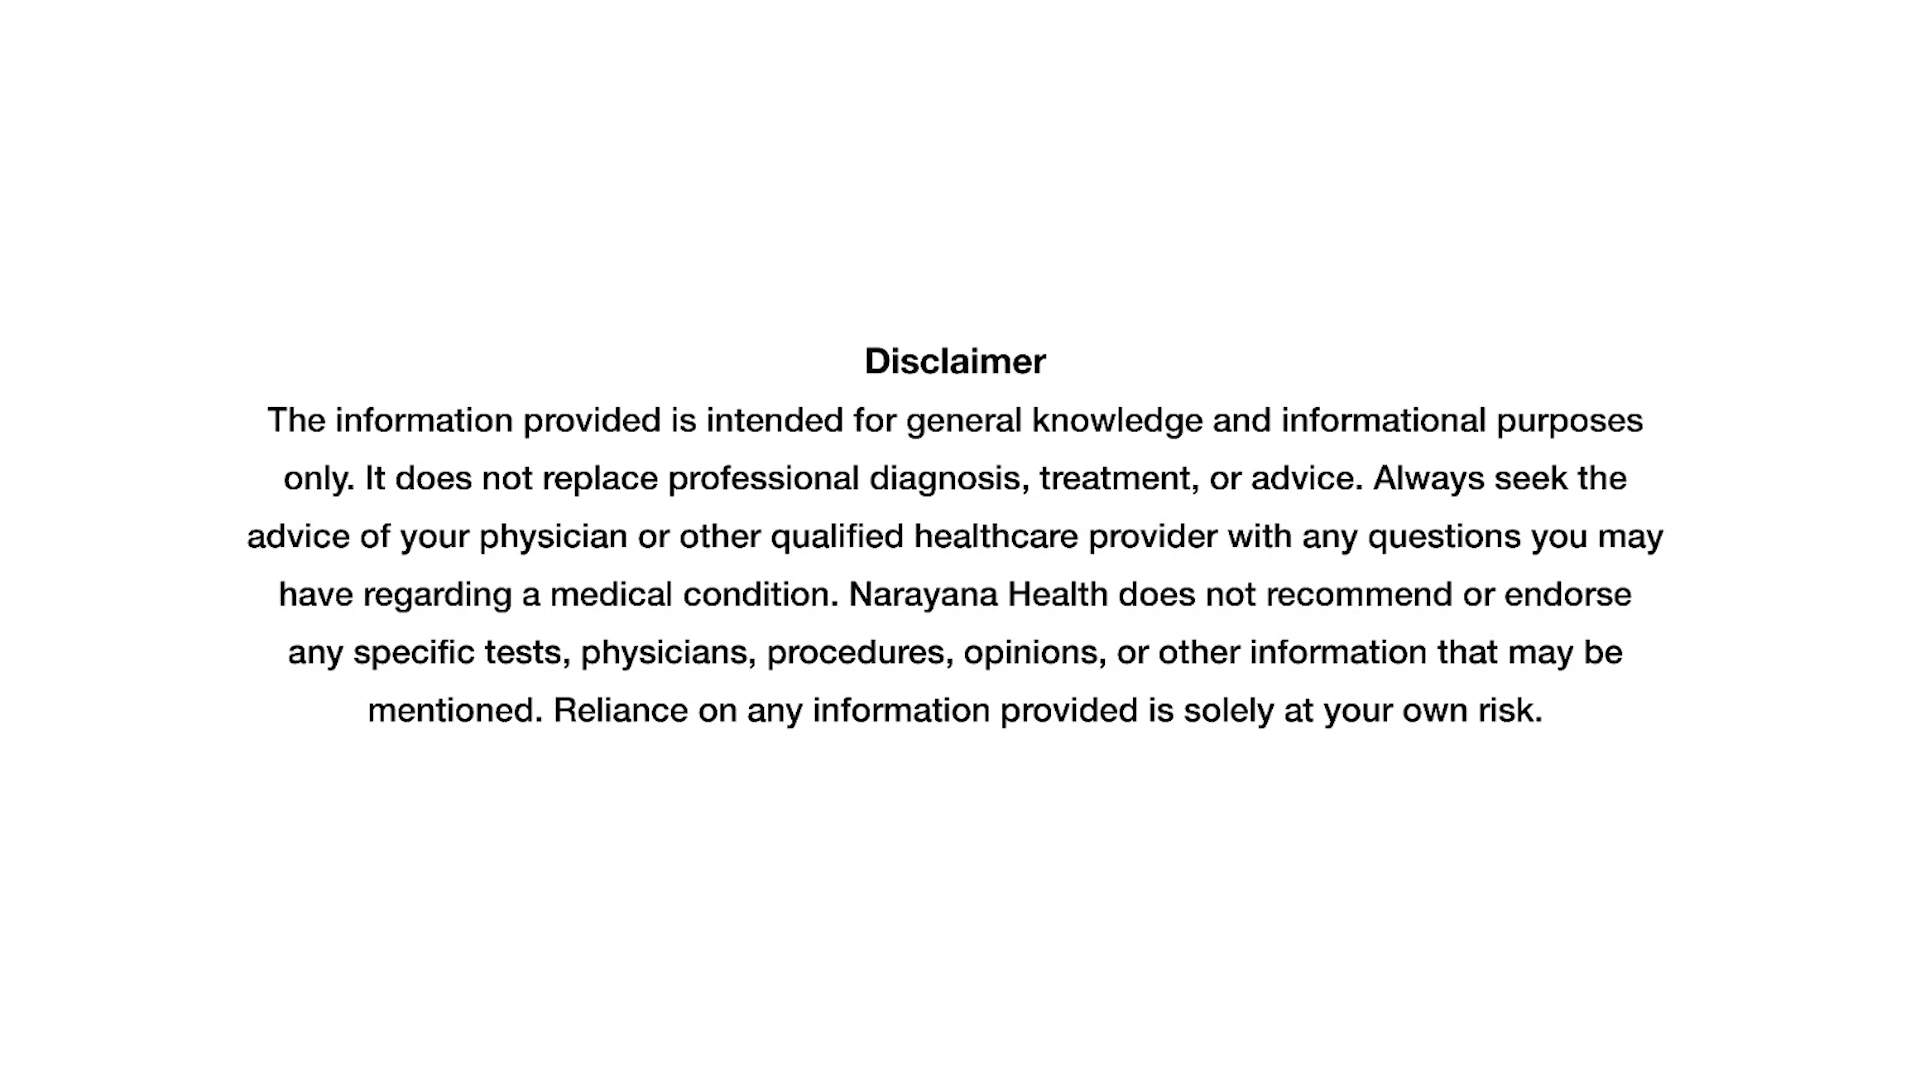 Disclaimer
The information provided is intended for general knowledge and informational purposes
only. It does not replace professional diagnosis, treatment, or advice. Always seek the
advice of your physician or other qualified healthcare provider with any questions you may
have regarding a medical condition. Narayana Health does not recommend or endorse
any specific tests, physicians, procedures, opinions, or other information that may be
mentioned. Reliance on any information provided is solely at your own risk.